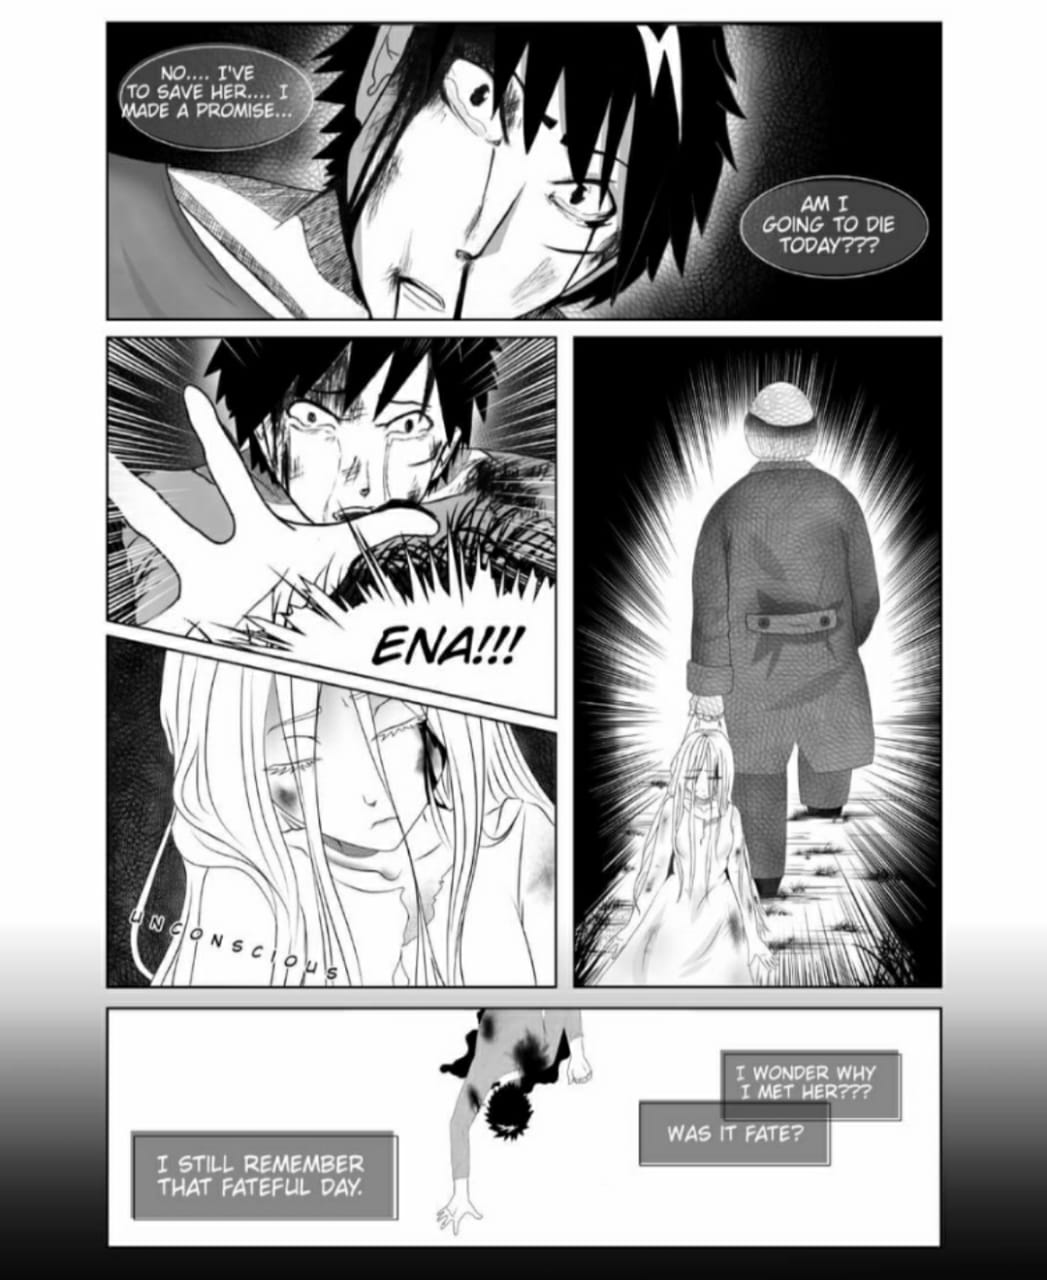 NO.... I'VE
TO SAVE HER.... I
MADE A PROMISE...
AM I
GOING TO DIE
TODAY???
ENA!!!
UNCONSCIOUS
I WONDER WHY
I MET HER???
WAS IT FATE?
I STILL REMEMBER
THAT FATEFUL DAY.